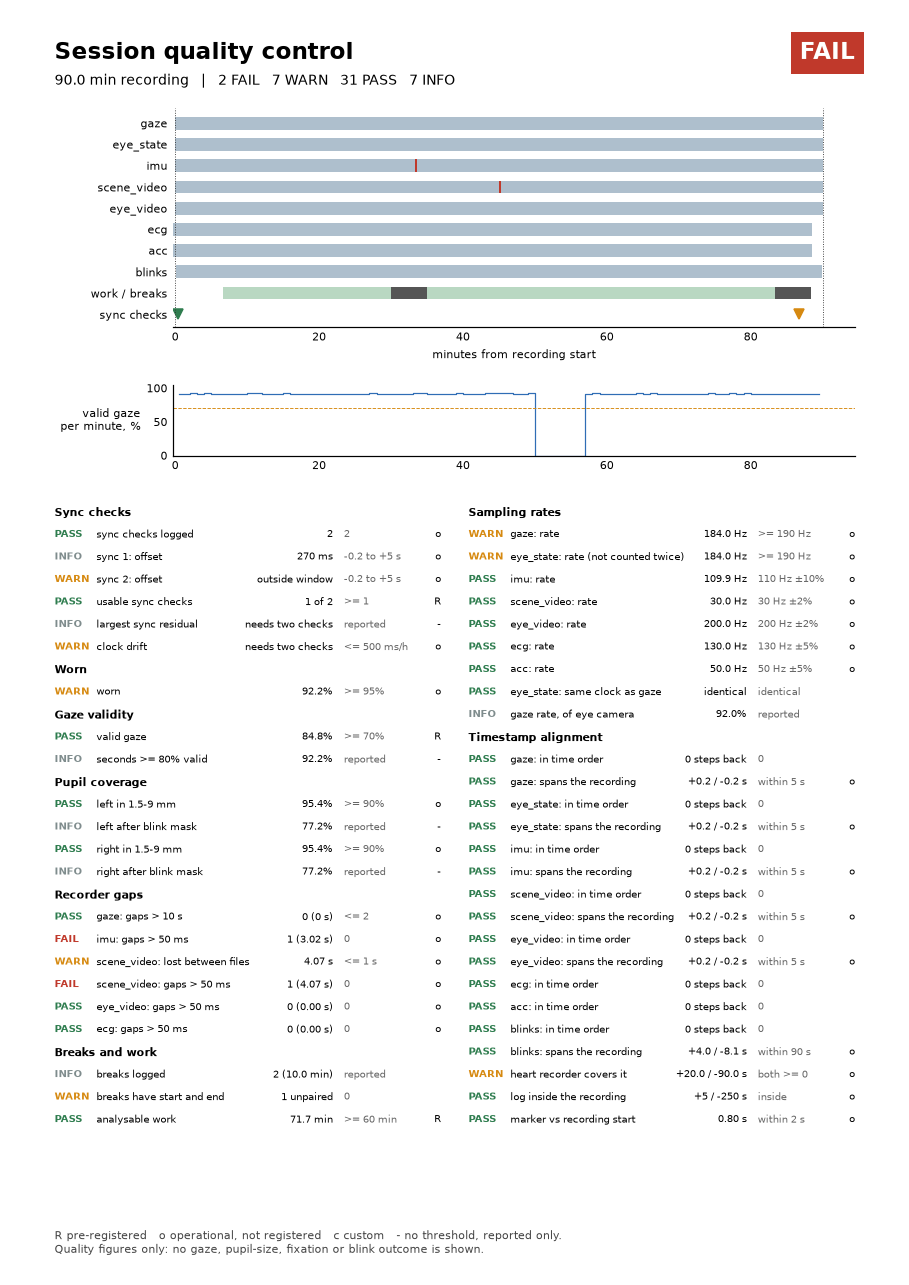 Session quality control
FAIL
90.0 min recording | 2 FAIL 7 WARN 31 PASS 7 INFO
gaze
eye_state
imu
scene_video
eye_video
ecg
acc
blinks
work / breaks
sync checks
0 20 40 60 80
minutes from recording start
100
valid gaze
per minute, %
50
0
0 20 40 60 80
Sync checks
PASS sync checks logged 2 2 o
INFO sync 1: offset 270 ms -0.2 to +5 s o
WARN sync 2: offset outside window -0.2 to +5 s o
PASS usable sync checks 1 of 2 >= 1 R
INFO largest sync residual needs two checks reported -
WARN clock drift needs two checks <= 500 ms/h o
Worn
WARN worn 92.2% >= 95% o
Gaze validity
PASS valid gaze 84.8% >= 70% R
INFO seconds >= 80% valid 92.2% reported -
Pupil coverage
PASS left in 1.5-9 mm 95.4% >= 90% o
INFO left after blink mask 77.2% reported -
PASS right in 1.5-9 mm 95.4% >= 90% o
INFO right after blink mask 77.2% reported -
Recorder gaps
PASS gaze: gaps > 10 s 0 (0 s) <= 2 o
FAIL imu: gaps > 50 ms 1 (3.02 s) 0 o
WARN scene_video: lost between files 4.07 s <= 1 s o
FAIL scene_video: gaps > 50 ms 1 (4.07 s) 0 o
PASS eye_video: gaps > 50 ms 0 (0.00 s) 0 o
PASS ecg: gaps > 50 ms 0 (0.00 s) 0 o
Breaks and work
INFO breaks logged 2 (10.0 min) reported
WARN breaks have start and end 1 unpaired 0
PASS analysable work 71.7 min >= 60 min R
Sampling rates
WARN gaze: rate 184.0 Hz >= 190 Hz o
WARN eye_state: rate (not counted twice) 184.0 Hz >= 190 Hz o
PASS imu: rate 109.9 Hz 110 Hz ±10% o
PASS scene_video: rate 30.0 Hz 30 Hz ±2% o
PASS eye_video: rate 200.0 Hz 200 Hz ±2% o
PASS ecg: rate 130.0 Hz 130 Hz ±5% o
PASS acc: rate 50.0 Hz 50 Hz ±5% o
PASS eye_state: same clock as gaze identical identical
INFO gaze rate, of eye camera 92.0% reported
Timestamp alignment
PASS gaze: in time order 0 steps back 0
PASS gaze: spans the recording +0.2 / -0.2 s within 5 s o
PASS eye_state: in time order 0 steps back 0
PASS eye_state: spans the recording +0.2 / -0.2 s within 5 s o
PASS imu: in time order 0 steps back 0
PASS imu: spans the recording +0.2 / -0.2 s within 5 s o
PASS scene_video: in time order 0 steps back 0
PASS scene_video: spans the recording +0.2 / -0.2 s within 5 s o
PASS eye_video: in time order 0 steps back 0
PASS eye_video: spans the recording +0.2 / -0.2 s within 5 s o
PASS ecg: in time order 0 steps back 0
PASS acc: in time order 0 steps back 0
PASS blinks: in time order 0 steps back 0
PASS blinks: spans the recording +4.0 / -8.1 s within 90 s o
WARN heart recorder covers it +20.0 / -90.0 s both >= 0 o
PASS log inside the recording +5 / -250 s inside o
PASS marker vs recording start 0.80 s within 2 s o
R pre-registered o operational, not registered c custom - no threshold, reported only.
Quality figures only: no gaze, pupil-size, fixation or blink outcome is shown.